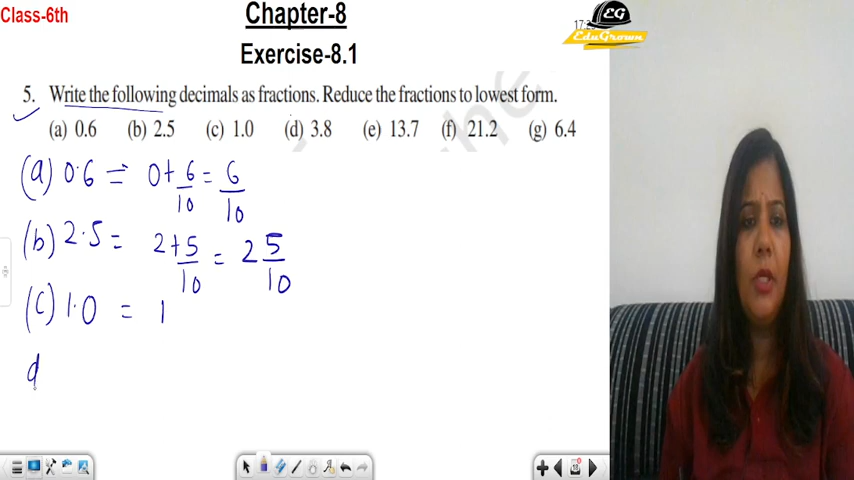 Class-6th
Chapter-8
Exercise-8.1
EG
EduGrown
5. Write the following decimals as fractions. Reduce the fractions to lowest form.
(a) 0.6 (b) 2.5 (c) 1.0 (d) 3.8 (e) 13.7 (f) 21.2 (g) 6.4
(a) 0.6 = 0 + 6/10 = 6/10
(b) 2.5 = 2 + 5/10 = 2 5/10
(c) 1.0 = 1
d